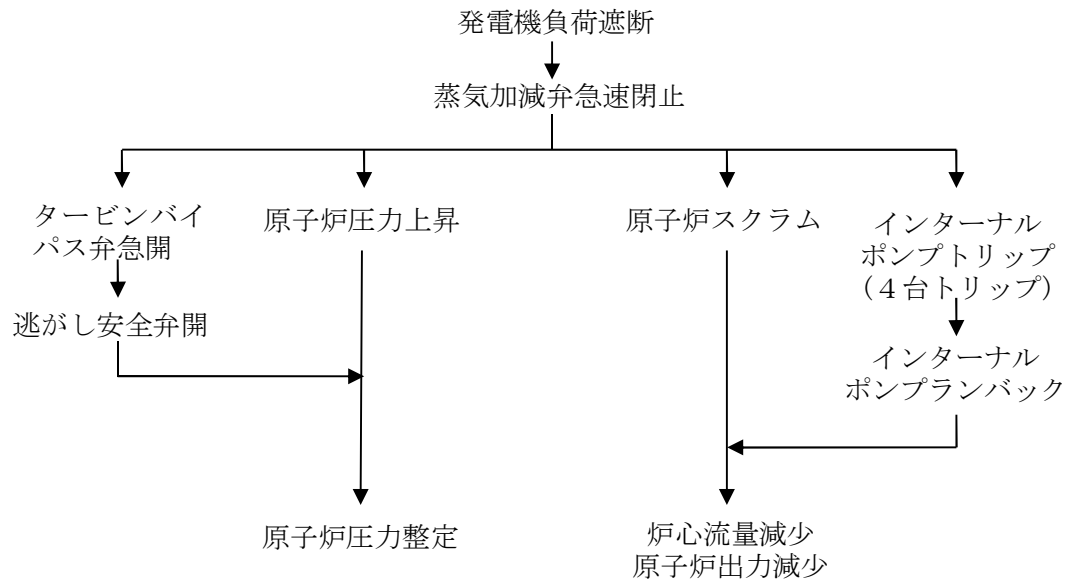 発電機負荷遮断
蒸気加減弁急速閉止
タービンバイ
パス弁急開
逃がし安全弁開
原子炉圧力上昇
原子炉圧力整定
原子炉スクラム
インターナル
ポンプトリップ
（４台トリップ）
インターナル
ポンプランバック
炉心流量減少
原子炉出力減少